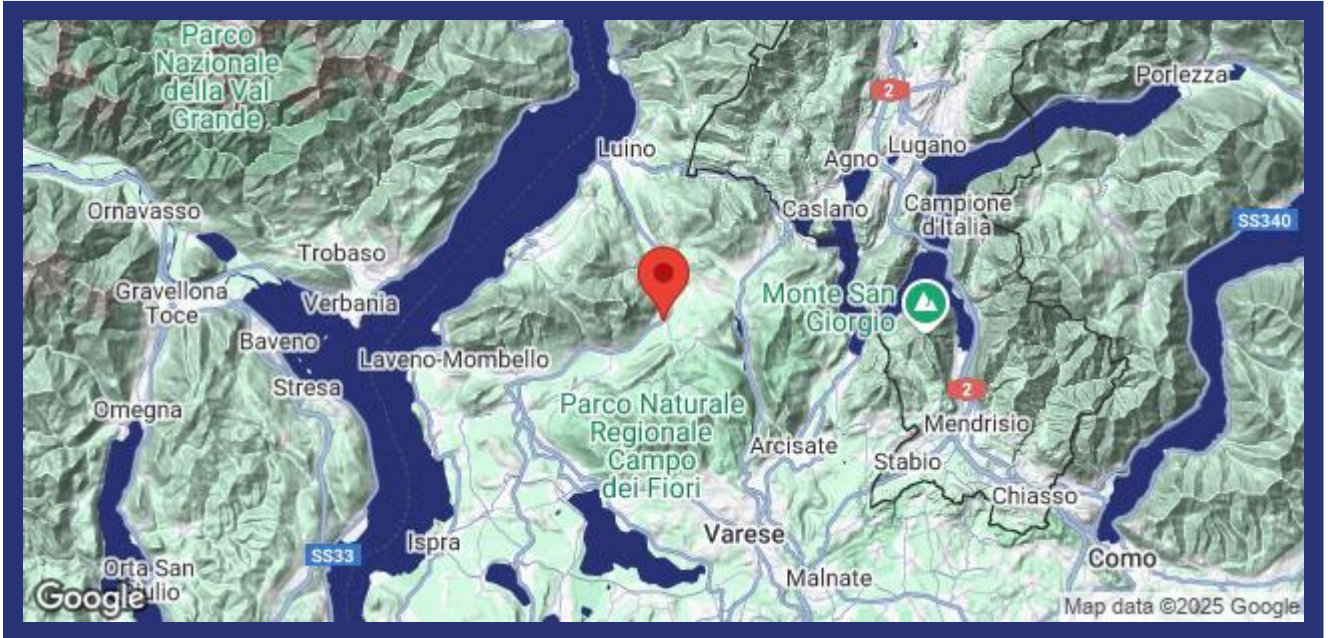 Parco
Nazionale
della Val
Grande
Porlezza
2
Luino
Lugano
Agno
Ornavasso
Caslano
Campione
d'Italia
SS340
Trobaso
Gravellona
Toce
Verbania
Monte San
Giorgio
Baveno
Laveno-Mombello
Stresa
2
Omegna
Parco Naturale
Regionale
Campo
dei Fiori
Mendrisio
Arcisate
Stabio
Chiasso
Varese
Ispra
SS33
Como
Orta San
Giulio
Malnate
Google
Map data ©2025 Google